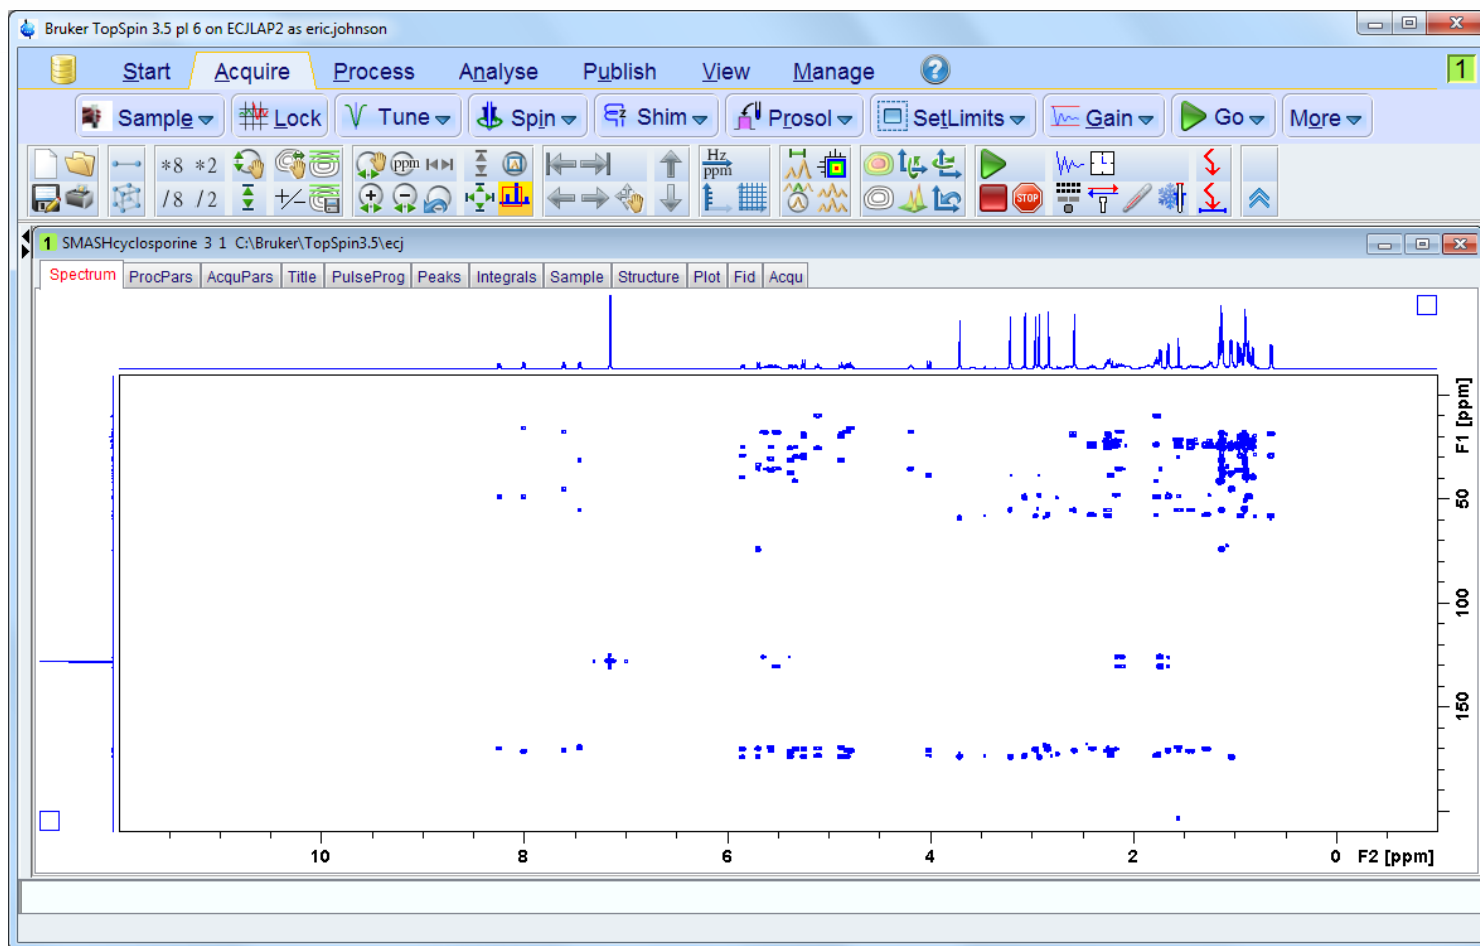 Bruker TopSpin 3.5 pl 6 on ECJLAP2 as eric.johnson
Start Acquire Process Analyse Publish View Manage ? 1
Sample Lock Tune Spin Shim Prosol SetLimits Gain Go More
*8 *2 ppm Hz ppm
/8 /2 +/- STOP
1 SMASHcyclosporine 3 1 C:\Bruker\TopSpin3.5\ecj
Spectrum ProcPars AcquPars Title PulseProg Peaks Integrals Sample Structure Plot Fid Acqu
F1 [ppm]
50
100
150
10 8 6 4 2 0 F2 [ppm]